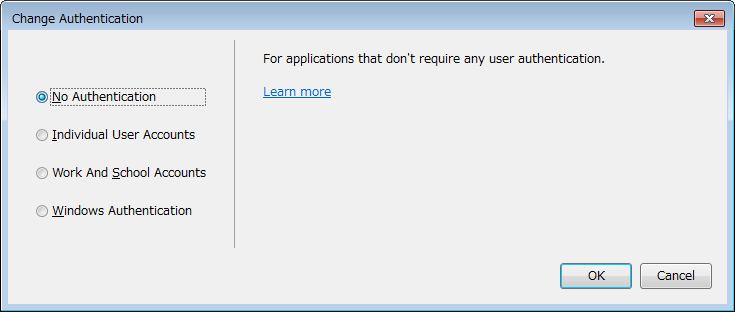 Change Authentication
For applications that don't require any user authentication.
No Authentication
Learn more
Individual User Accounts
Work And School Accounts
Windows Authentication
OK
Cancel